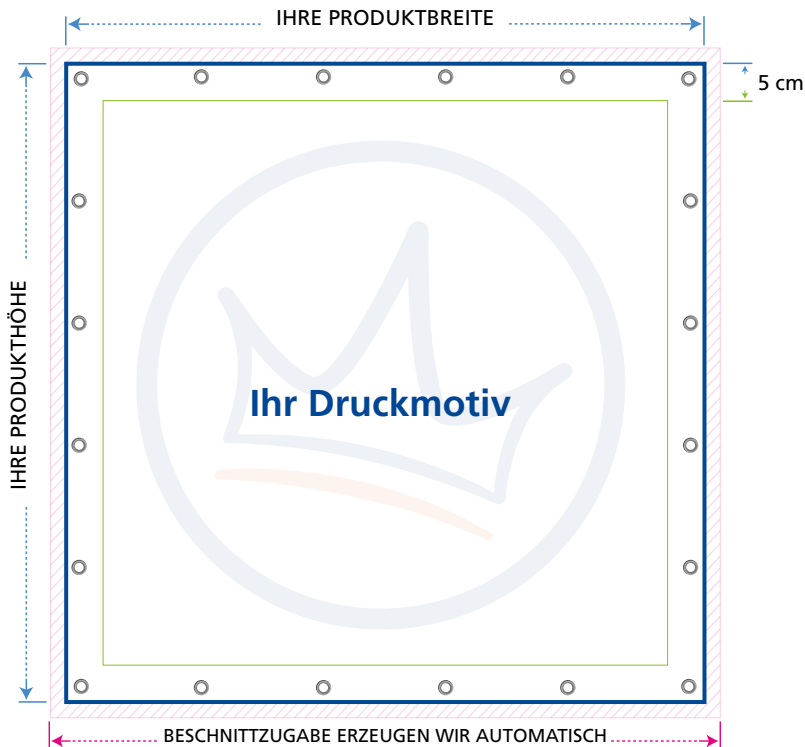 IHRE PRODUKTBREITE
5 cm
IHRE PRODUKTHÖHE
Ihr Druckmotiv
BESCHNITTZUGABE ERZEUGEN WIR AUTOMATISCH